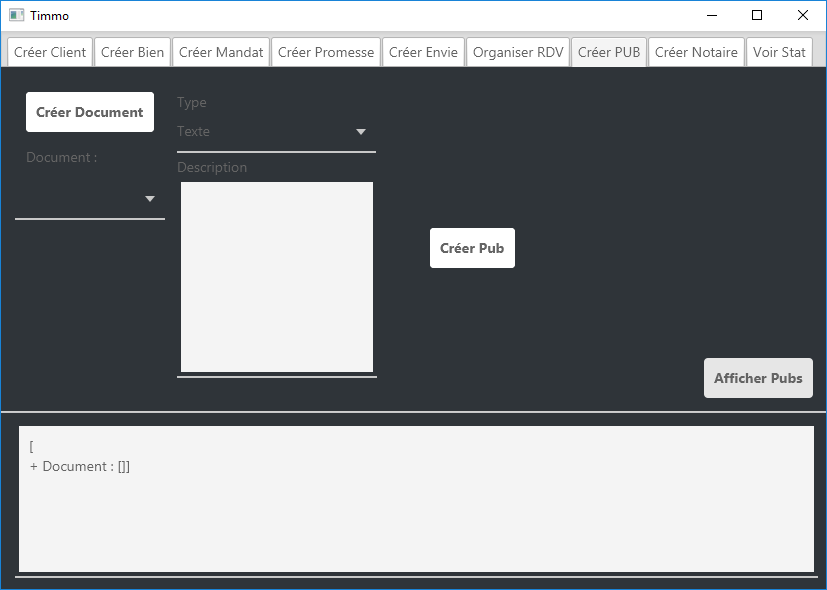 Timmo
Créer Client Créer Bien Créer Mandat Créer Promesse Créer Envie Organiser RDV Créer PUB Créer Notaire Voir Stat
Créer Document
Type
Texte
Document :
Description
Créer Pub
Afficher Pubs
[
+ Document : []]